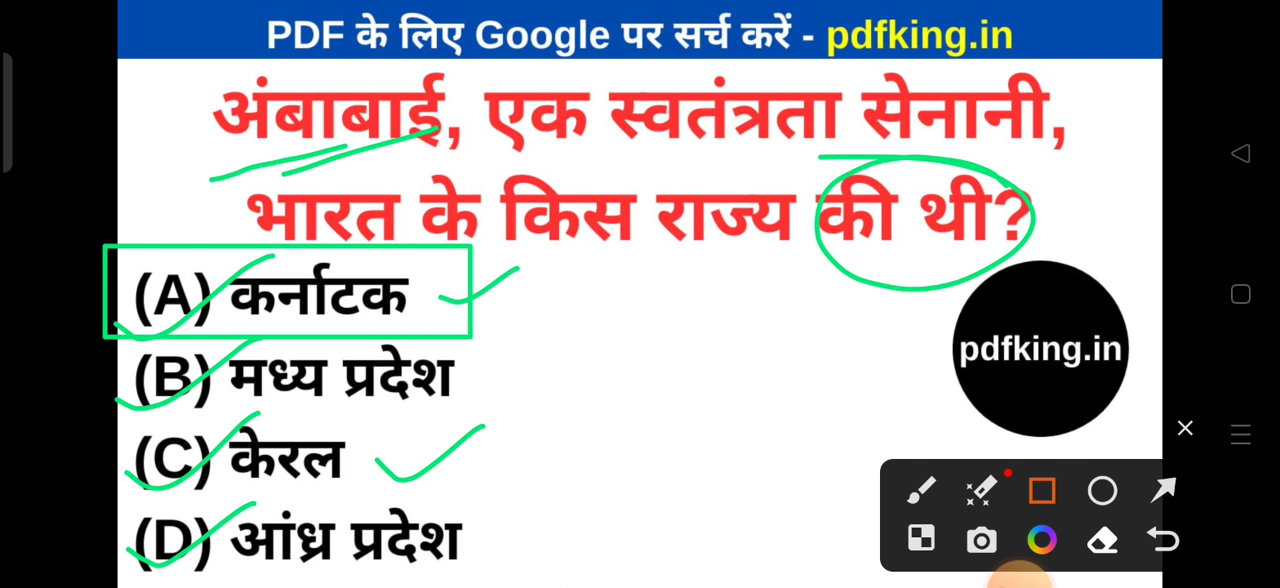 PDF के लिए Google पर सर्च करें - pdfking.in
अंबाबाई, एक स्वतंत्रता सेनानी,
भारत के किस राज्य की थी?
(A) कर्नाटक
(B) मध्य प्रदेश
(C) केरल
(D) आंध्र प्रदेश
pdfking.in